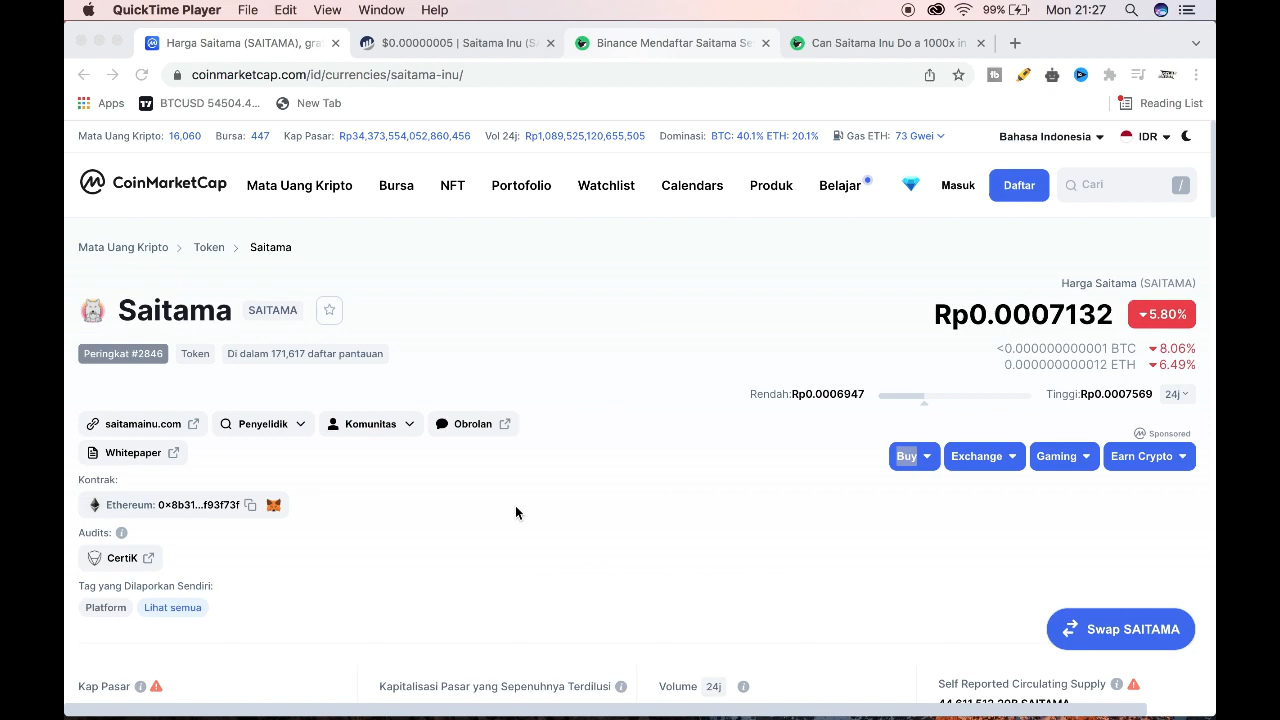 QuickTime Player File Edit View Window Help 99% Mon 21:27
Harga Saitama (SAITAMA), gra $0.00000005 | Saitama Inu (SA Binance Mendaftar Saitama Se Can Saitama Inu Do a 1000x in
coinmarketcap.com/id/currencies/saitama-inu/
Apps BTCUSD 54504.4... New Tab Reading List
Mata Uang Kripto: 16,060 Bursa: 447 Kap Pasar: Rp34,373,554,052,860,456 Vol 24j: Rp1,089,525,120,655,505 Dominasi: BTC: 40.1% ETH: 20.1% Gas ETH: 73 Gwei Bahasa Indonesia IDR
CoinMarketCap Mata Uang Kripto Bursa NFT Portofolio Watchlist Calendars Produk Belajar Masuk Daftar Cari /
Mata Uang Kripto > Token > Saitama
Harga Saitama (SAITAMA)
Saitama SAITAMA Rp0.0007132 5.80%
<0.000000000001 BTC 8.06%
Peringkat #2846 Token Di dalam 171,617 daftar pantauan
0.000000000012 ETH 6.49%
Rendah:Rp0.0006947 Tinggi:Rp0.0007569 24j
saitamainu.com Penyelidik Komunitas Obrolan
Sponsored
Whitepaper Buy Exchange Gaming Earn Crypto
Kontrak:
Ethereum: 0x8b31...f93f73f
Audits:
CertiK
Tag yang Dilaporkan Sendiri:
Platform Lihat semua
Swap SAITAMA
Kap Pasar Kapitalisasi Pasar yang Sepenuhnya Terdilusi Volume 24j Self Reported Circulating Supply